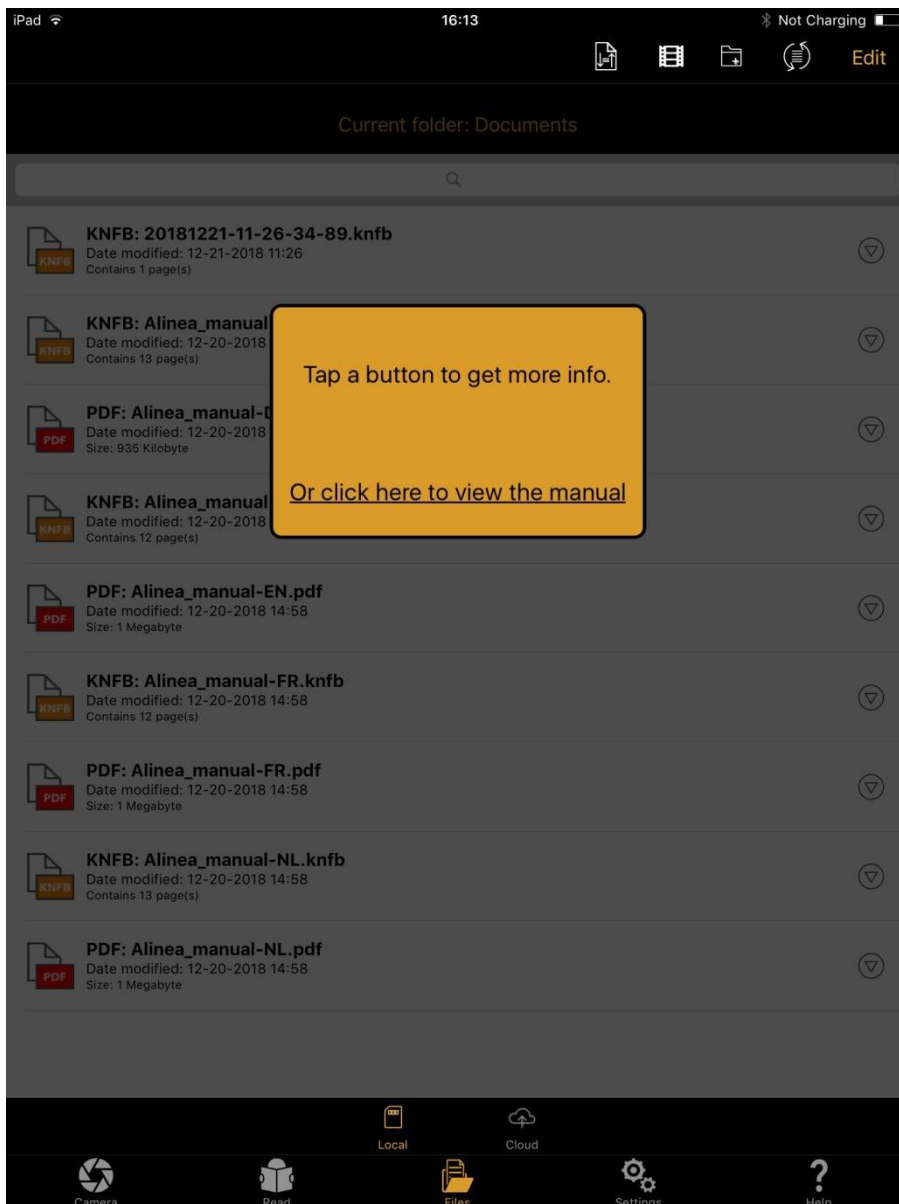 iPad 16:13 Not Charging
Edit
Current folder: Documents
KNFB: 20181221-11-26-34-89.knfb
KNFB
Date modified: 12-21-2018 11:26
Contains 1 page(s)
KNFB: Alinea_manual
KNFB
Date modified: 12-20-2018
Contains 13 page(s)
Tap a button to get more info.
PDF: Alinea_manual-D
PDF
Date modified: 12-20-2018
Size: 935 Kilobyte
Or click here to view the manual
KNFB: Alinea_manual
KNFB
Date modified: 12-20-2018
Contains 12 page(s)
PDF: Alinea_manual-EN.pdf
PDF
Date modified: 12-20-2018 14:58
Size: 1 Megabyte
KNFB: Alinea_manual-FR.knfb
KNFB
Date modified: 12-20-2018 14:58
Contains 12 page(s)
PDF: Alinea_manual-FR.pdf
PDF
Date modified: 12-20-2018 14:58
Size: 1 Megabyte
KNFB: Alinea_manual-NL.knfb
KNFB
Date modified: 12-20-2018 14:58
Contains 13 page(s)
PDF: Alinea_manual-NL.pdf
PDF
Date modified: 12-20-2018 14:58
Size: 1 Megabyte
Local Cloud
Camera Read Files Settings Help